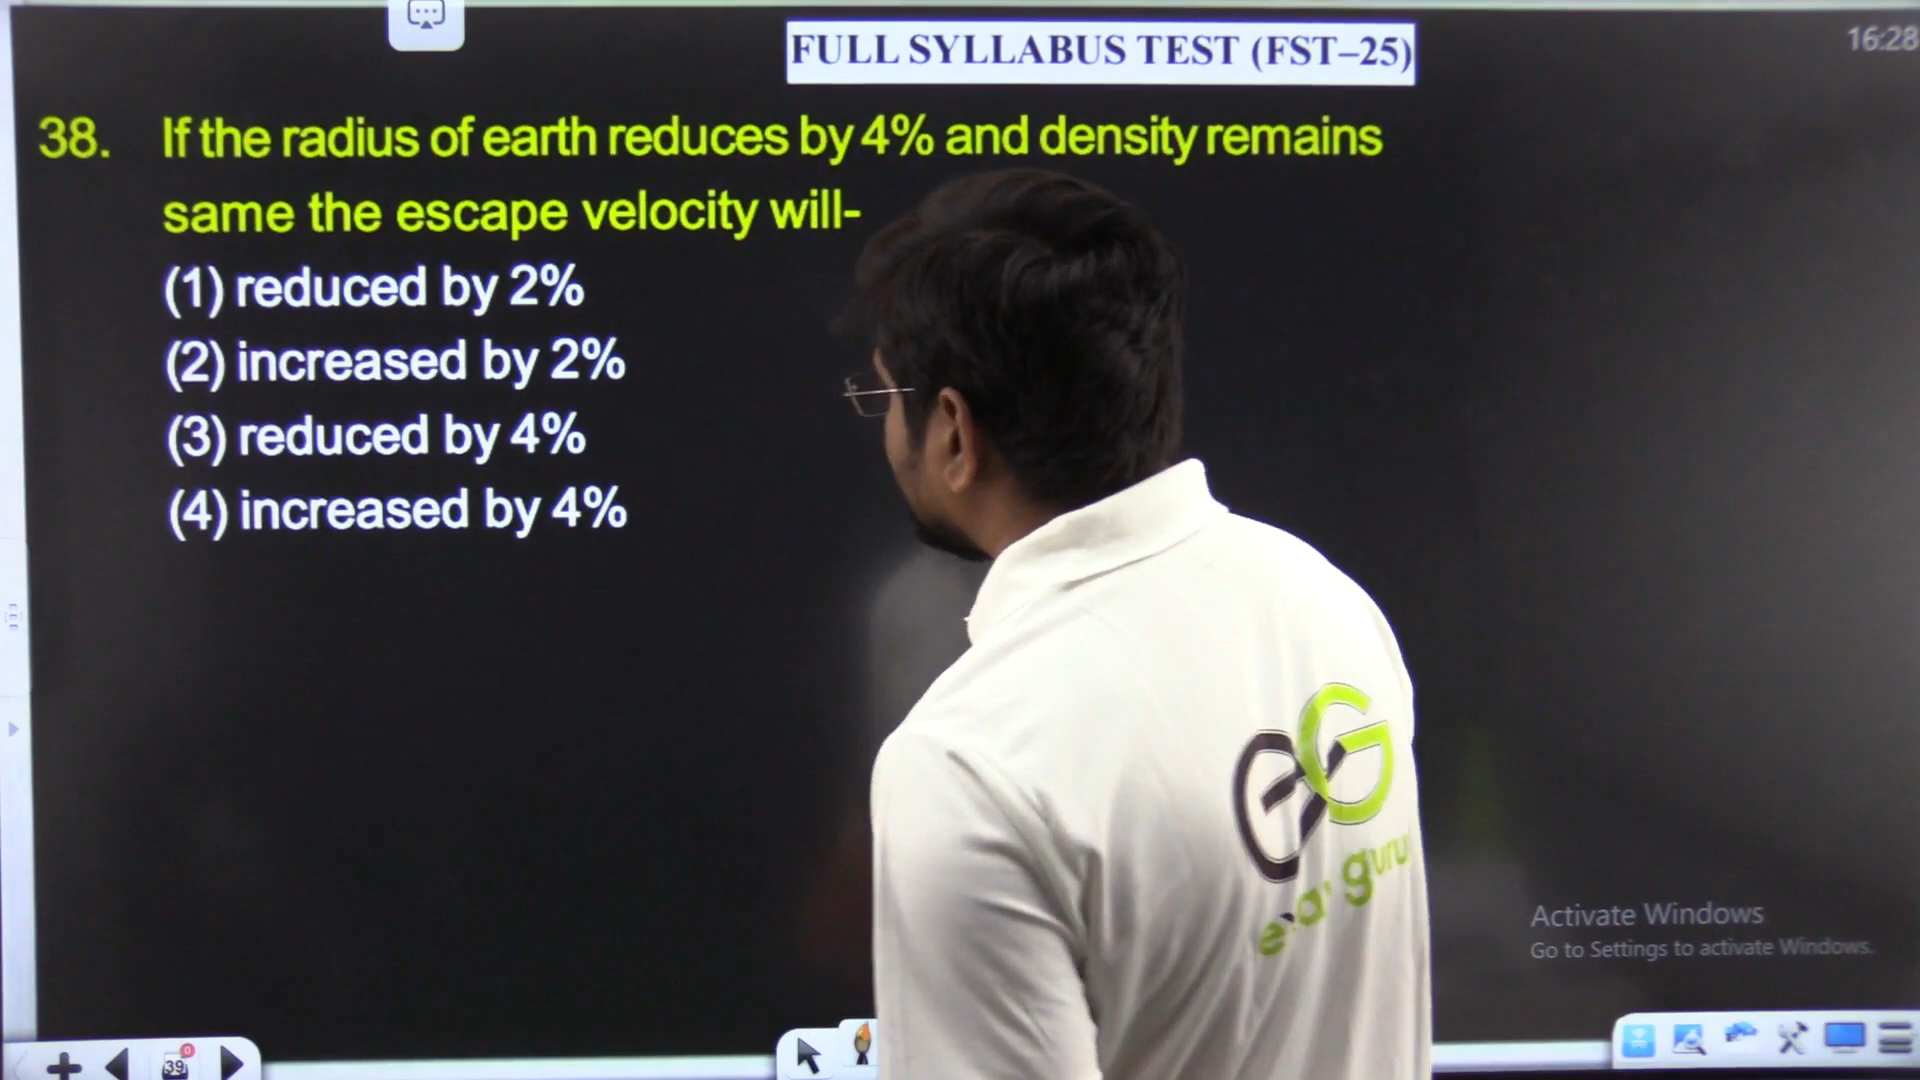 FULL SYLLABUS TEST (FST–25)
16:28
38. If the radius of earth reduces by 4% and density remains
same the escape velocity will-
(1) reduced by 2%
(2) increased by 2%
(3) reduced by 4%
(4) increased by 4%
Activate Windows
Go to Settings to activate Windows.
39
0